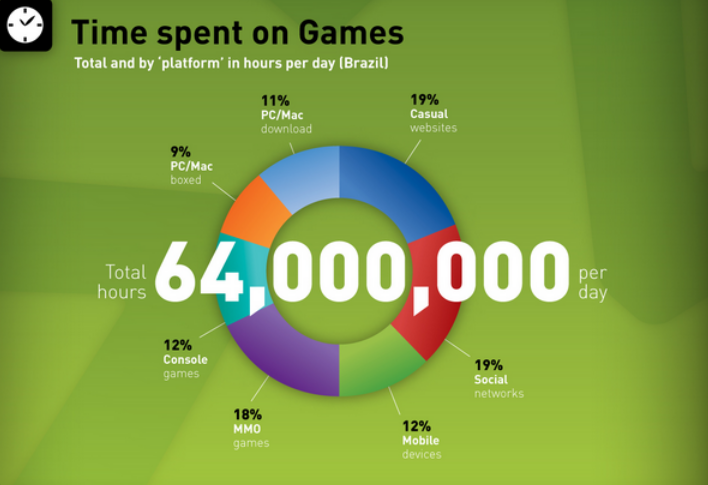 Time spent on Games
Total and by 'platform' in hours per day (Brazil)
11%
PC/Mac
download
19%
Casual
websites
9%
PC/Mac
boxed
Total
hours
64,000,000
per
day
12%
Console
games
19%
Social
networks
18%
MMO
games
12%
Mobile
devices